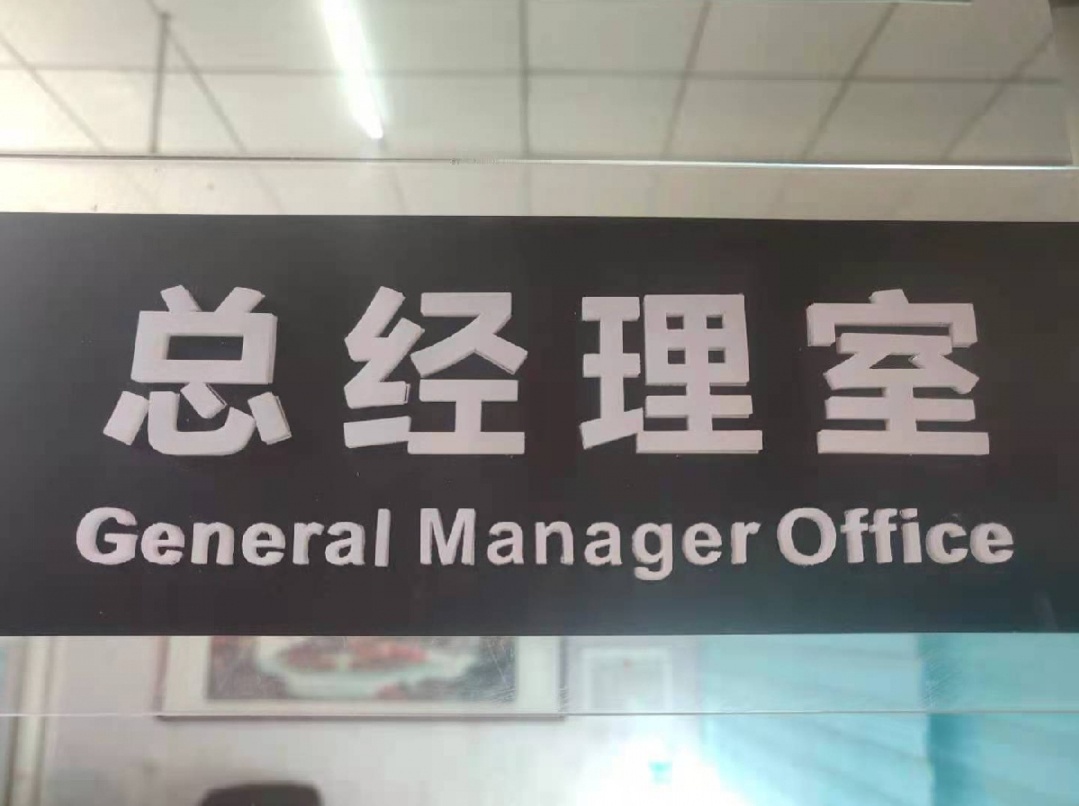 总经理室
General Manager Office